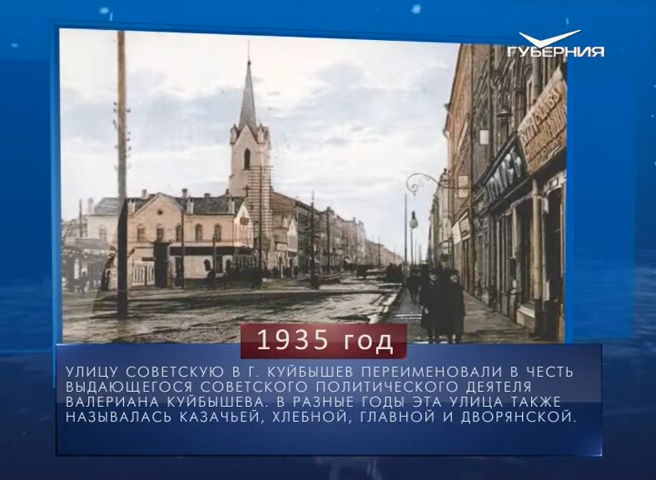 ГУБЕРНИЯ
1935 год
УЛИЦУ СОВЕТСКУЮ В Г. КУЙБЫШЕВ ПЕРЕИМЕНОВАЛИ В ЧЕСТЬ
ВЫДАЮЩЕГОСЯ СОВЕТСКОГО ПОЛИТИЧЕСКОГО ДЕЯТЕЛЯ
ВАЛЕРИАНА КУЙБЫШЕВА. В РАЗНЫЕ ГОДЫ ЭТА УЛИЦА ТАКЖЕ
НАЗЫВАЛАСЬ КАЗАЧЬЕЙ, ХЛЕБНОЙ, ГЛАВНОЙ И ДВОРЯНСКОЙ.